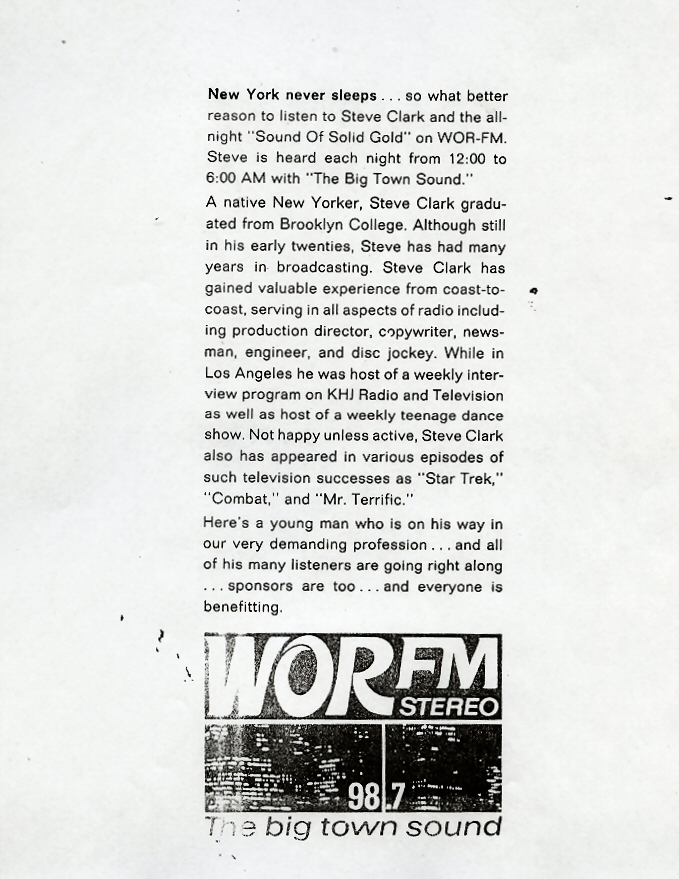 New York never sleeps . . . so what better
reason to listen to Steve Clark and the all-
night "Sound Of Solid Gold" on WOR-FM.
Steve is heard each night from 12:00 to
6:00 AM with "The Big Town Sound."
A native New Yorker, Steve Clark gradu-
ated from Brooklyn College. Although still
in his early twenties, Steve has had many
years in broadcasting. Steve Clark has
gained valuable experience from coast-to-
coast, serving in all aspects of radio includ-
ing production director, copywriter, news-
man, engineer, and disc jockey. While in
Los Angeles he was host of a weekly inter-
view program on KHJ Radio and Television
as well as host of a weekly teenage dance
show. Not happy unless active, Steve Clark
also has appeared in various episodes of
such television successes as "Star Trek,"
"Combat," and "Mr. Terrific."
Here's a young man who is on his way in
our very demanding profession . . . and all
of his many listeners are going right along
. . . sponsors are too . . . and everyone is
benefitting.
WOR FM
STEREO
98.7
The big town sound